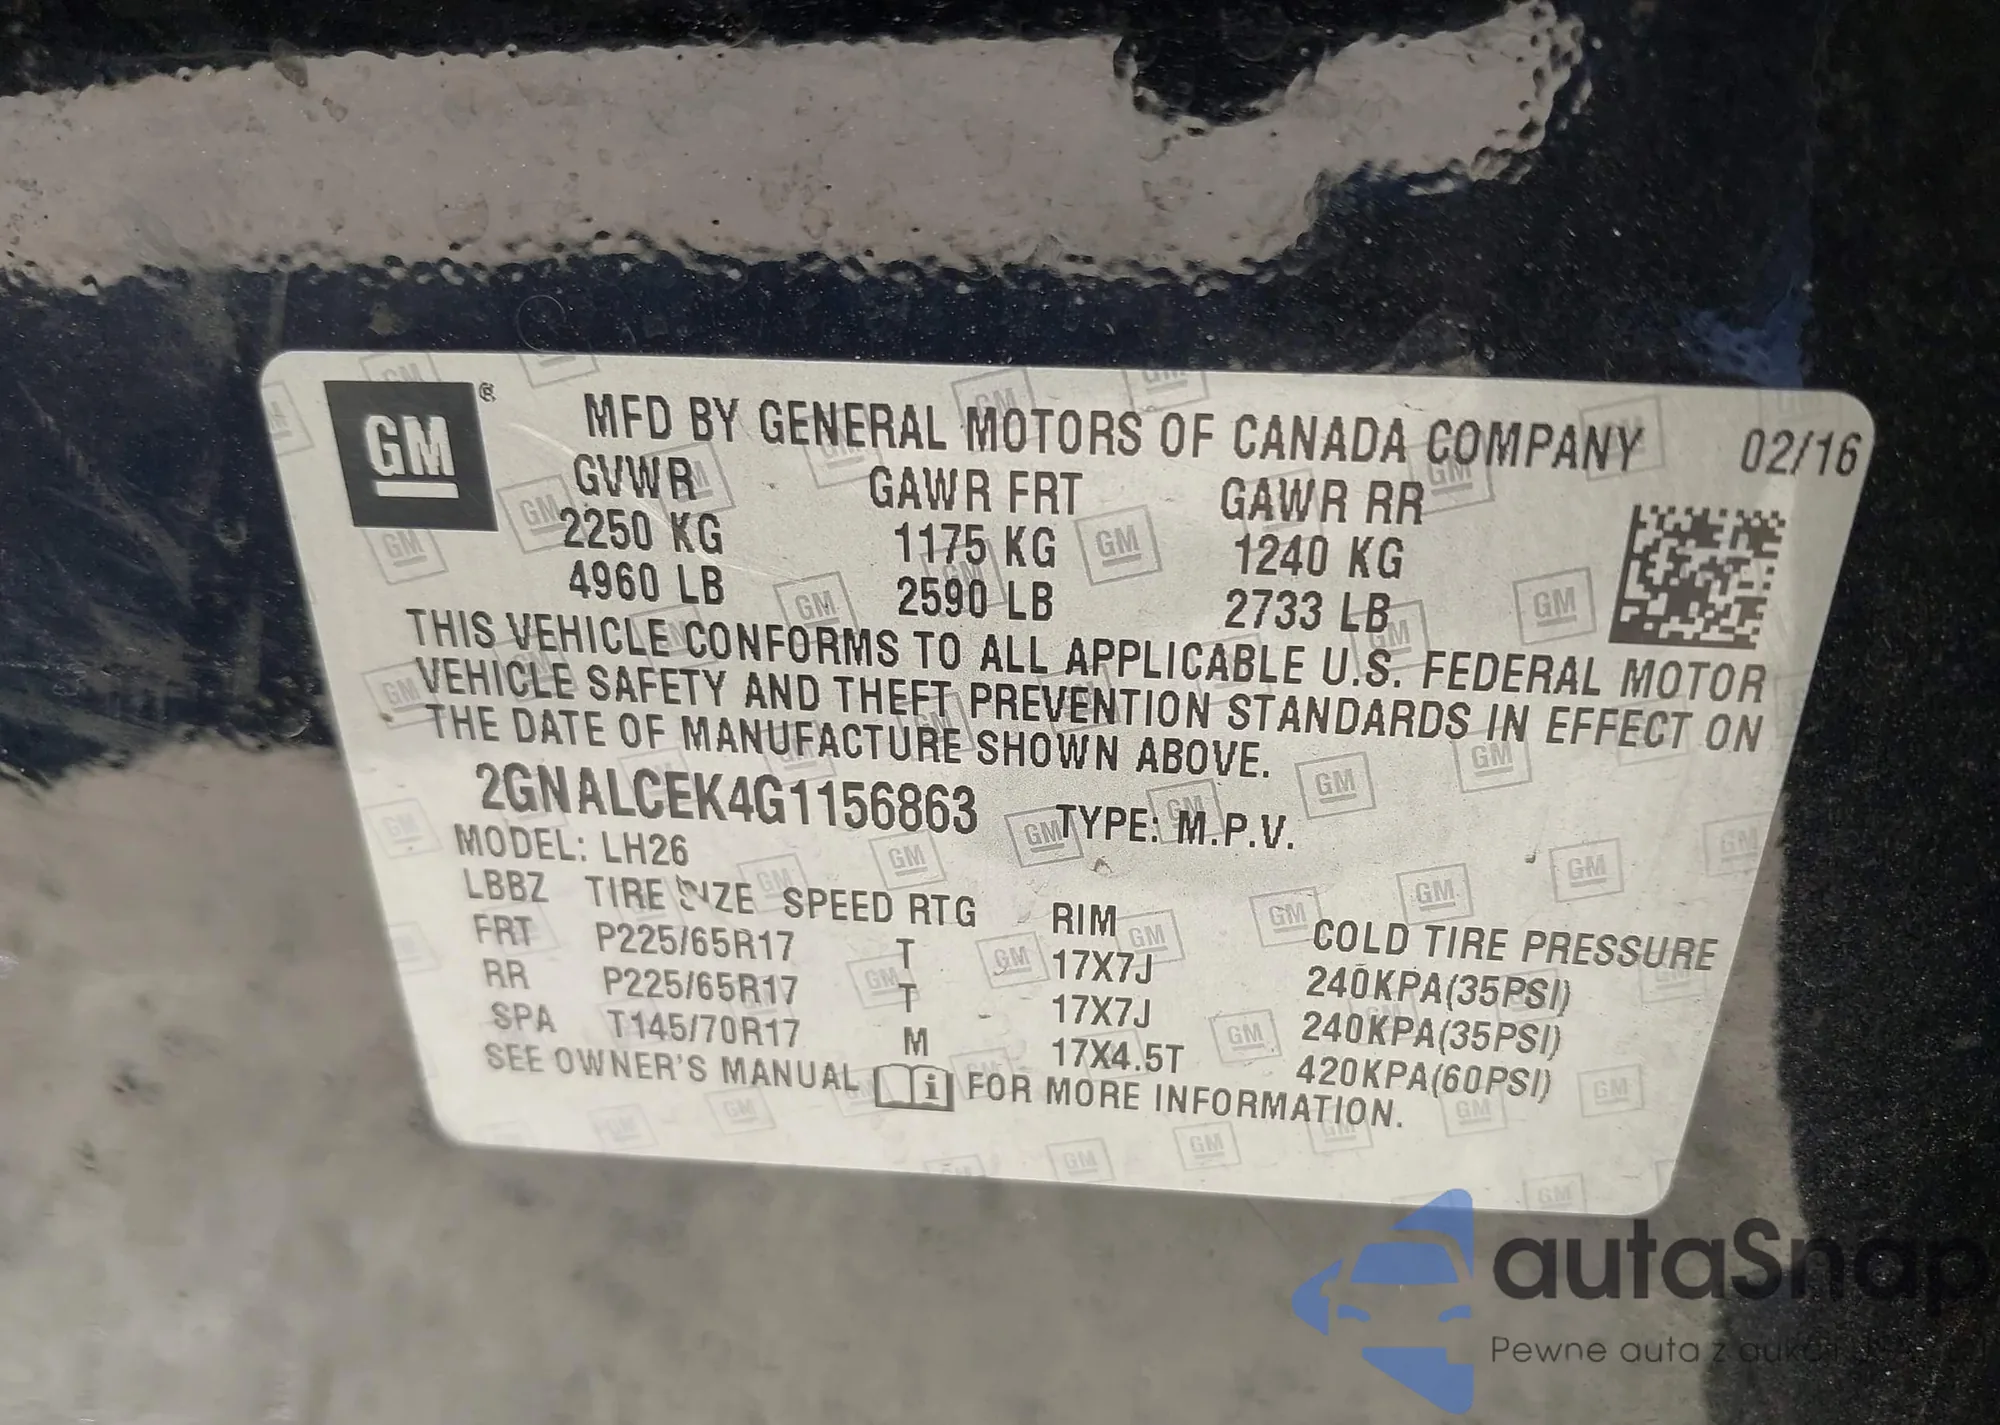 GM ®
MFD BY GENERAL MOTORS OF CANADA COMPANY 02/16
GVWR GAWR FRT GAWR RR
2250 KG 1175 KG 1240 KG
4960 LB 2590 LB 2733 LB
THIS VEHICLE CONFORMS TO ALL APPLICABLE U.S. FEDERAL MOTOR
VEHICLE SAFETY AND THEFT PREVENTION STANDARDS IN EFFECT ON
THE DATE OF MANUFACTURE SHOWN ABOVE.
2GNALCEK4G1156863 TYPE: M.P.V.
MODEL: LH26
LBBZ TIRE SIZE SPEED RTG RIM COLD TIRE PRESSURE
FRT P225/65R17 T 17X7J 240KPA(35PSI)
RR P225/65R17 T 17X7J 240KPA(35PSI)
SPA T145/70R17 M 17X4.5T 420KPA(60PSI)
SEE OWNER'S MANUAL i FOR MORE INFORMATION.
autaSnap
Pewne auta z